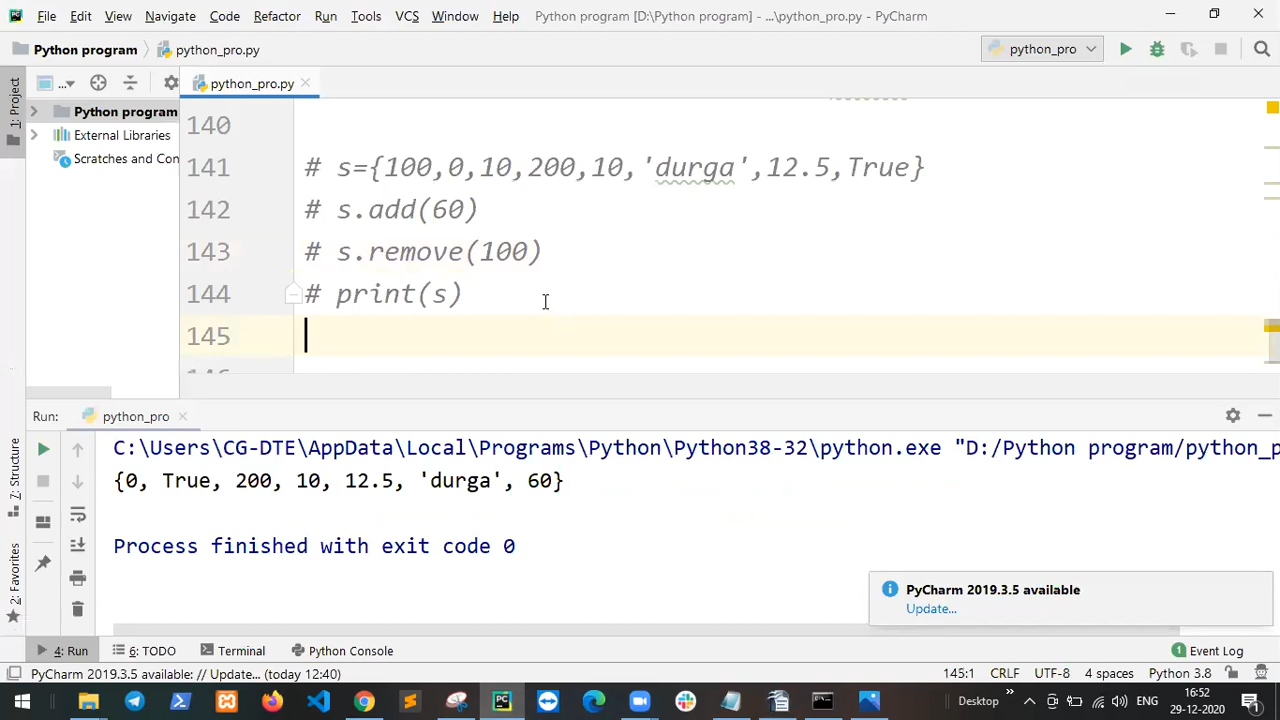 File Edit View Navigate Code Refactor Run Tools VCS Window Help Python program [D:\Python program] - ...\python_pro.py - PyCharm
Python program python_pro.py python_pro
1: Project
... python_pro.py
Python program
External Libraries
Scratches and Con
140
141 # s={100,0,10,200,10,'durga',12.5,True}
142 # s.add(60)
143 # s.remove(100)
144 # print(s)
145
Run: python_pro
C:\Users\CG-DTE\AppData\Local\Programs\Python\Python38-32\python.exe "D:/Python program/python_p
{0, True, 200, 10, 12.5, 'durga', 60}
Process finished with exit code 0
Z: Structure
2: Favorites
PyCharm 2019.3.5 available
Update...
4: Run 6: TODO Terminal Python Console 1 Event Log
PyCharm 2019.3.5 available // Update... (today 12:40) 145:1 CRLF UTF-8 4 spaces Python 3.8
Desktop ENG 16:52
29-12-2020